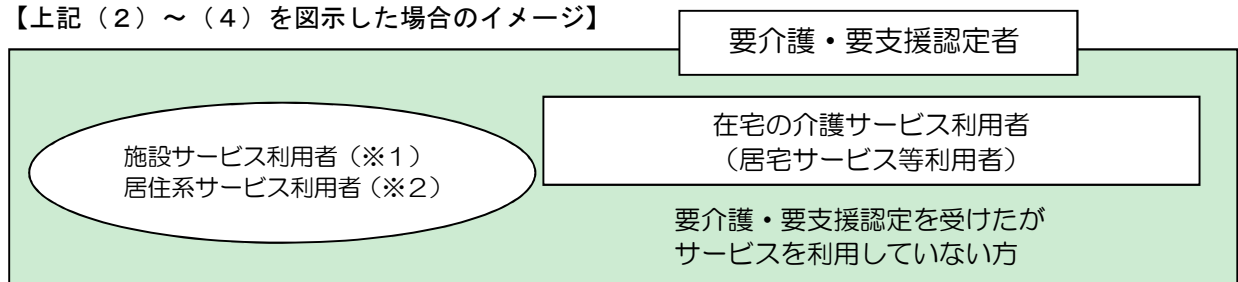 【上記（２）～（４）を図示した場合のイメージ】
要介護・要支援認定者
施設サービス利用者（※１）
居住系サービス利用者（※２）
在宅の介護サービス利用者
（居宅サービス等利用者）
要介護・要支援認定を受けたが
サービスを利用していない方